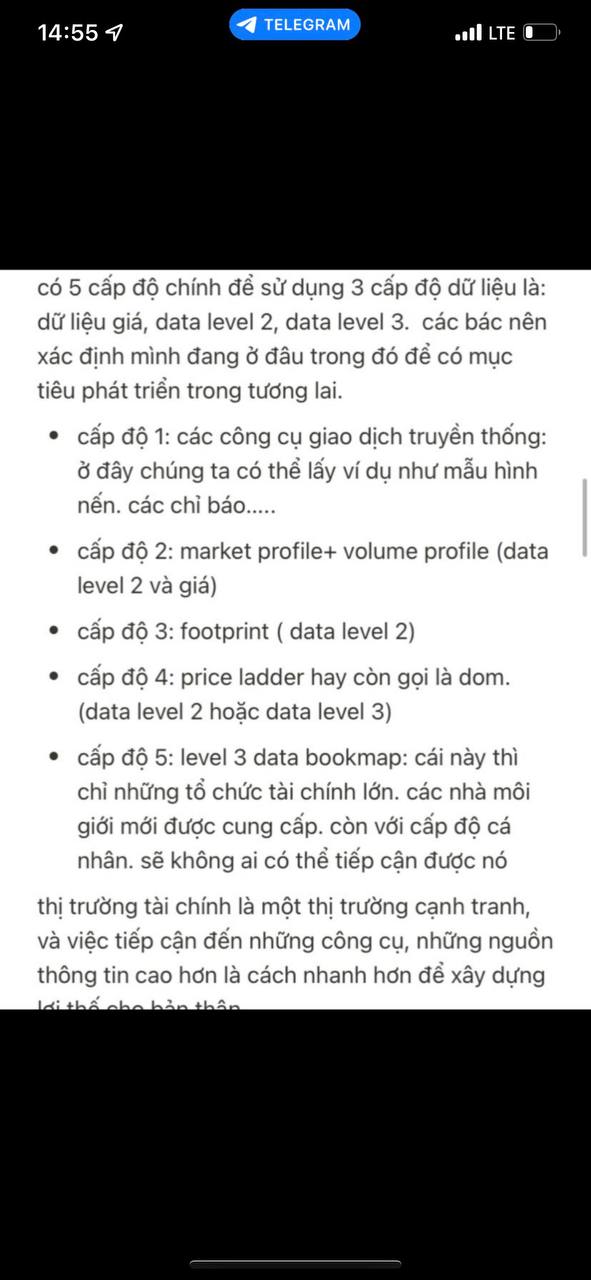 14:55
TELEGRAM
LTE
có 5 cấp độ chính để sử dụng 3 cấp độ dữ liệu là:
dữ liệu giá, data level 2, data level 3.  các bác nên
xác định mình đang ở đâu trong đó để có mục
tiêu phát triển trong tương lai.
• cấp độ 1: các công cụ giao dịch truyền thống:
ở đây chúng ta có thể lấy ví dụ như mẫu hình
nến. các chỉ báo.....
• cấp độ 2: market profile+ volume profile (data
level 2 và giá)
• cấp độ 3: footprint ( data level 2)
• cấp độ 4: price ladder hay còn gọi là dom.
(data level 2 hoặc data level 3)
• cấp độ 5: level 3 data bookmap: cái này thì
chỉ những tổ chức tài chính lớn. các nhà môi
giới mới được cung cấp. còn với cấp độ cá
nhân. sẽ không ai có thể tiếp cận được nó
thị trường tài chính là một thị trường cạnh tranh,
và việc tiếp cận đến những công cụ, những nguồn
thông tin cao hơn là cách nhanh hơn để xây dựng
lợi thế cho bản thân